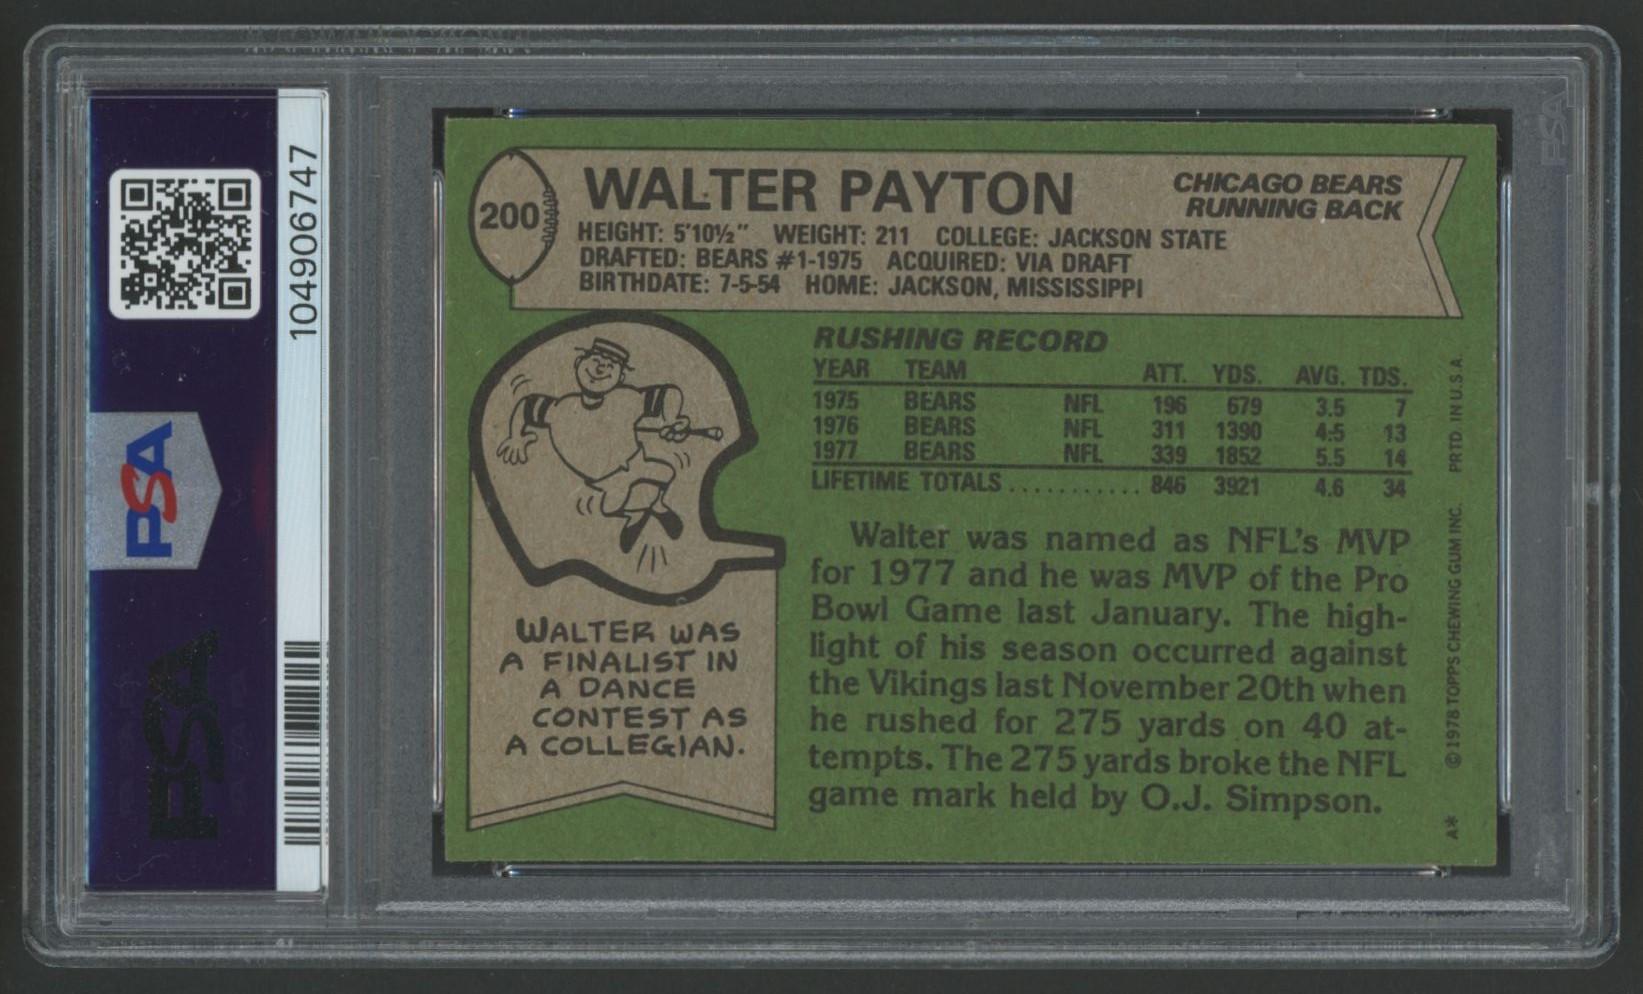 PSA
104906747
PSA
PSA
200
WALTER PAYTON
CHICAGO BEARS
RUNNING BACK
HEIGHT: 5'10½" WEIGHT: 211 COLLEGE: JACKSON STATE
DRAFTED: BEARS #1-1975 ACQUIRED: VIA DRAFT
BIRTHDATE: 7-5-54 HOME: JACKSON, MISSISSIPPI
RUSHING RECORD
YEAR TEAM ATT. YDS. AVG. TDS.
1975 BEARS NFL 196 679 3.5 7
1976 BEARS NFL 311 1390 4.5 13
1977 BEARS NFL 339 1852 5.5 14
LIFETIME TOTALS ............ 846 3921 4.6 34
WALTER WAS
A FINALIST IN
A DANCE
CONTEST AS
A COLLEGIAN.
Walter was named as NFL's MVP
for 1977 and he was MVP of the Pro
Bowl Game last January. The high-
light of his season occurred against
the Vikings last November 20th when
he rushed for 275 yards on 40 at-
tempts. The 275 yards broke the NFL
game mark held by O.J. Simpson.
A* ©1978 TOPPS CHEWING GUM INC. PRTD. IN U.S.A.
PSA